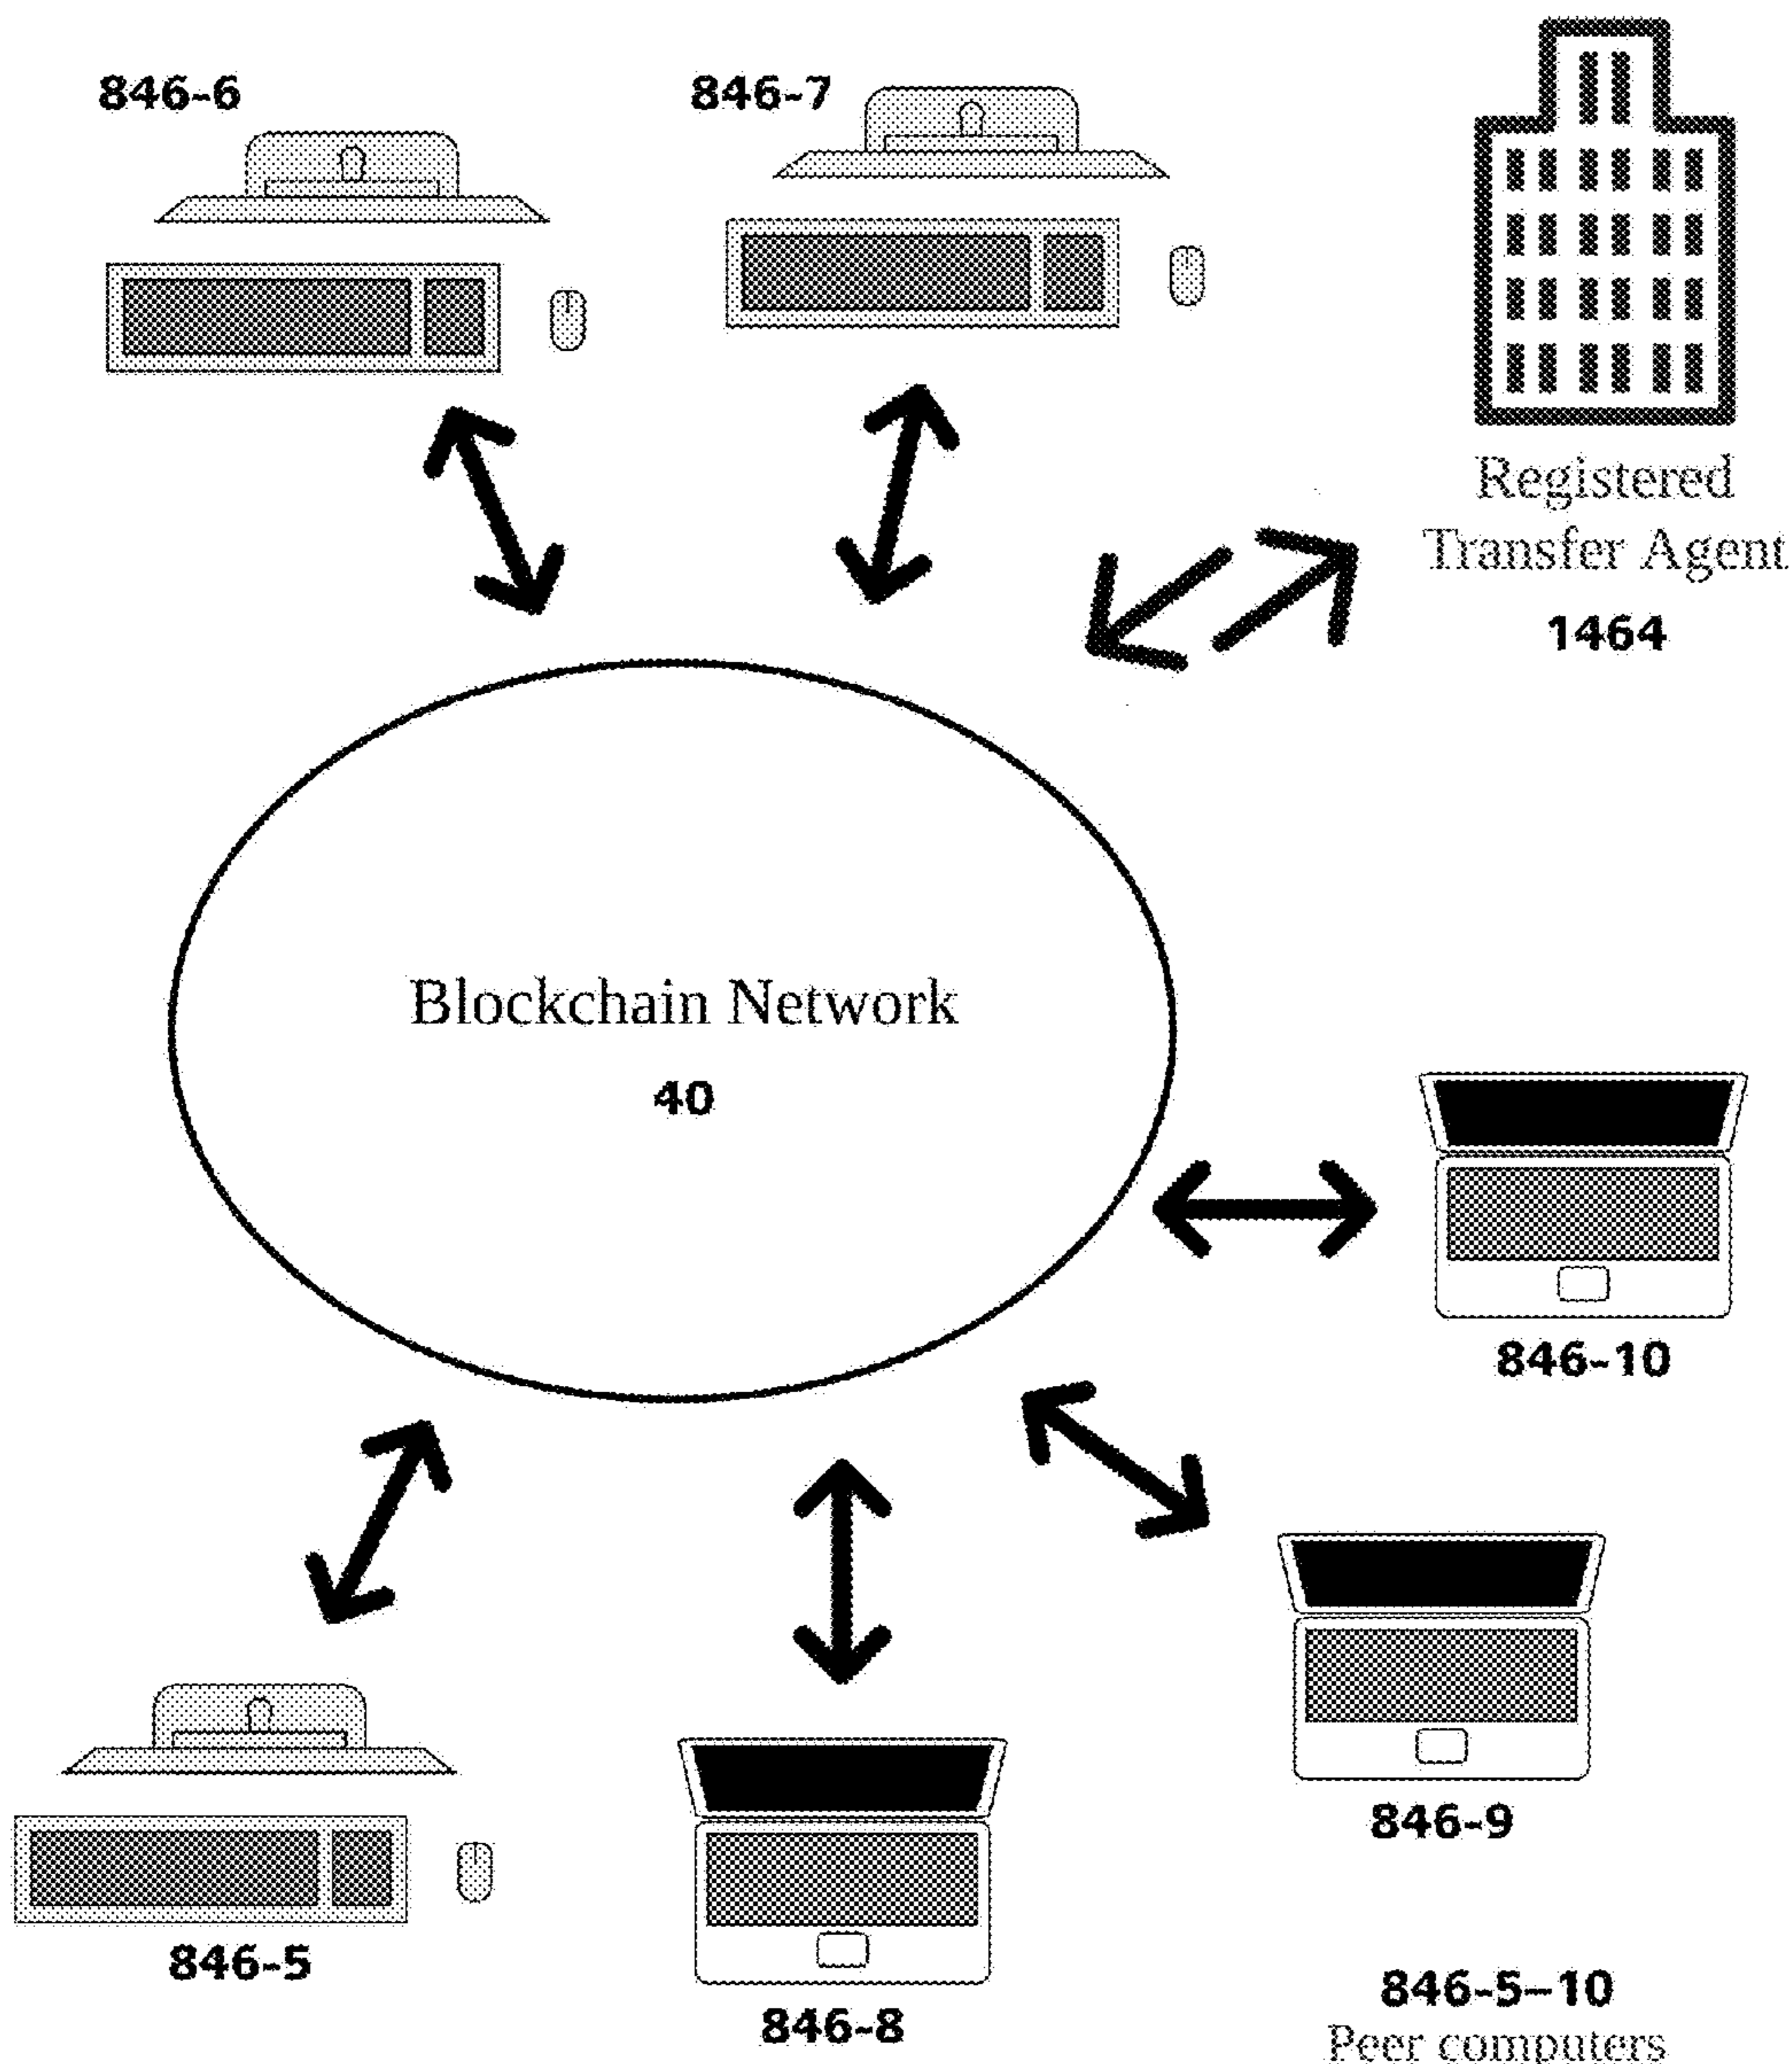 846-6
846-7
Registered
Transfer Agent
1464
Blockchain Network
40
846-10
846-9
846-5
846-8
846-5–10
Peer computers